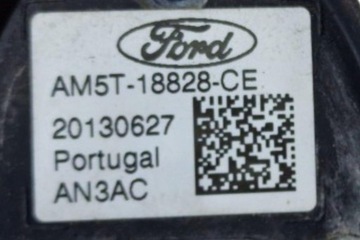 Ford
AM5T-18828-CE
20130627
Portugal
AN3AC